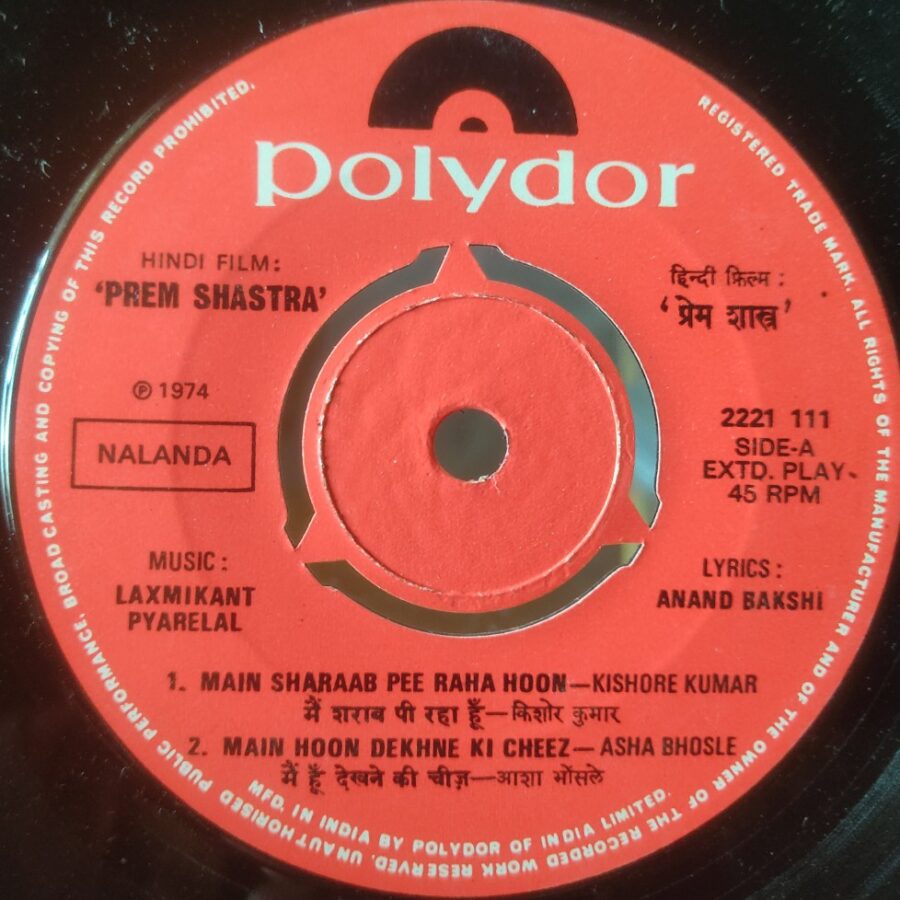 polydor
HINDI FILM:
'PREM SHASTRA'
हिन्दी फ़िल्म :
'प्रेम शास्त्र'
℗ 1974
NALANDA
2221 111
SIDE-A
EXTD. PLAY
45 RPM
MUSIC :
LAXMIKANT
PYARELAL
LYRICS :
ANAND BAKSHI
1. MAIN SHARAAB PEE RAHA HOON—KISHORE KUMAR
मैं शराब पी रहा हूँ—किशोर कुमार
2. MAIN HOON DEKHNE KI CHEEZ—ASHA BHOSLE
मैं हूँ देखने की चीज़—आशा भोंसले
MFD. IN INDIA BY POLYDOR OF INDIA LIMITED.
REGISTERED TRADE MARK. ALL RIGHTS OF THE MANUFACTURER AND OF THE OWNER OF THE RECORDED WORK RESERVED. UNAUTHORISED PUBLIC PERFORMANCE, BROADCASTING AND COPYING OF THIS RECORD PROHIBITED.